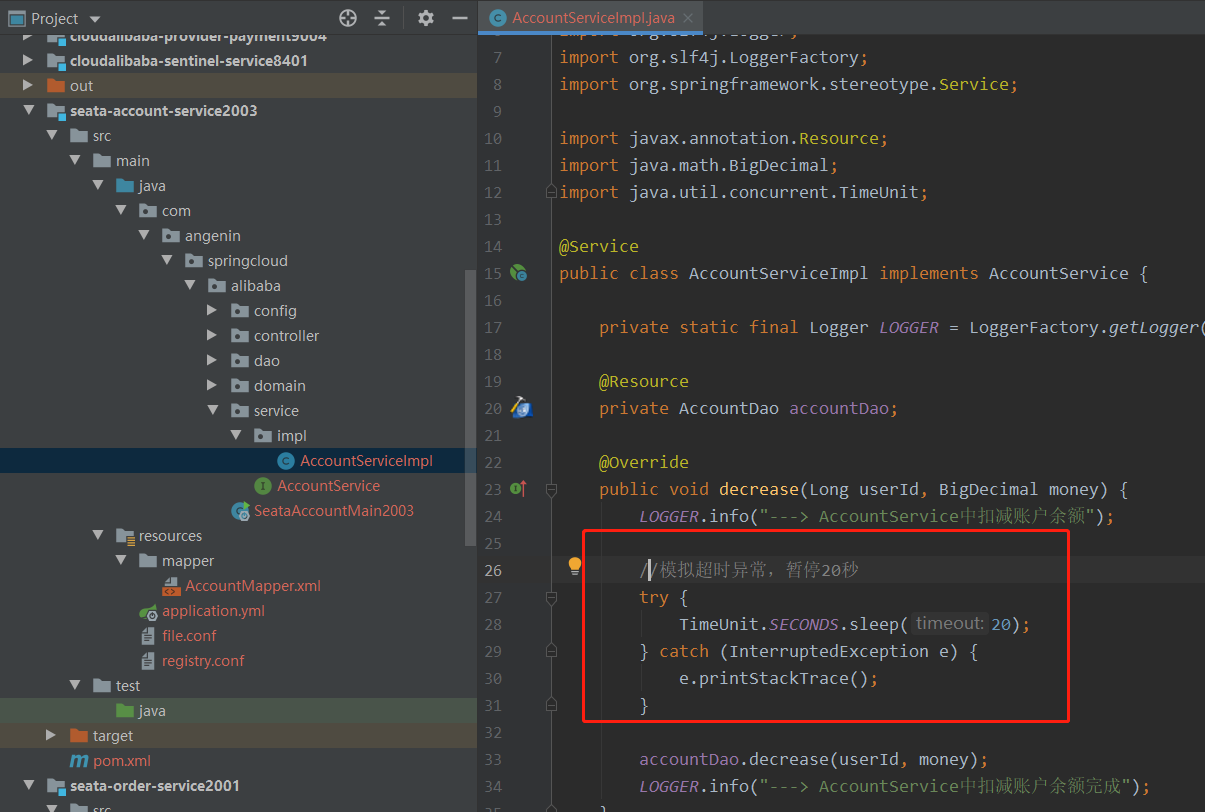 Project
cloudalibaba-provider-payment9004
cloudalibaba-sentinel-service8401
out
seata-account-service2003
src
main
java
com
angenin
springcloud
alibaba
config
controller
dao
domain
service
impl
AccountServiceImpl
AccountService
SeataAccountMain2003
resources
mapper
AccountMapper.xml
application.yml
file.conf
registry.conf
test
java
target
pom.xml
seata-order-service2001
src
AccountServiceImpl.java
7 import org.slf4j.LoggerFactory;
8 import org.springframework.stereotype.Service;
9
10 import javax.annotation.Resource;
11 import java.math.BigDecimal;
12 import java.util.concurrent.TimeUnit;
13
14 @Service
15 public class AccountServiceImpl implements AccountService {
16
17 private static final Logger LOGGER = LoggerFactory.getLogger(
18
19 @Resource
20 private AccountDao accountDao;
21
22 @Override
23 public void decrease(Long userId, BigDecimal money) {
24 LOGGER.info("---> AccountService中扣减账户余额");
25
26 //模拟超时异常，暂停20秒
27 try {
28 TimeUnit.SECONDS.sleep( timeout: 20);
29 } catch (InterruptedException e) {
30 e.printStackTrace();
31 }
32
33 accountDao.decrease(userId, money);
34 LOGGER.info("---> AccountService中扣减账户余额完成");